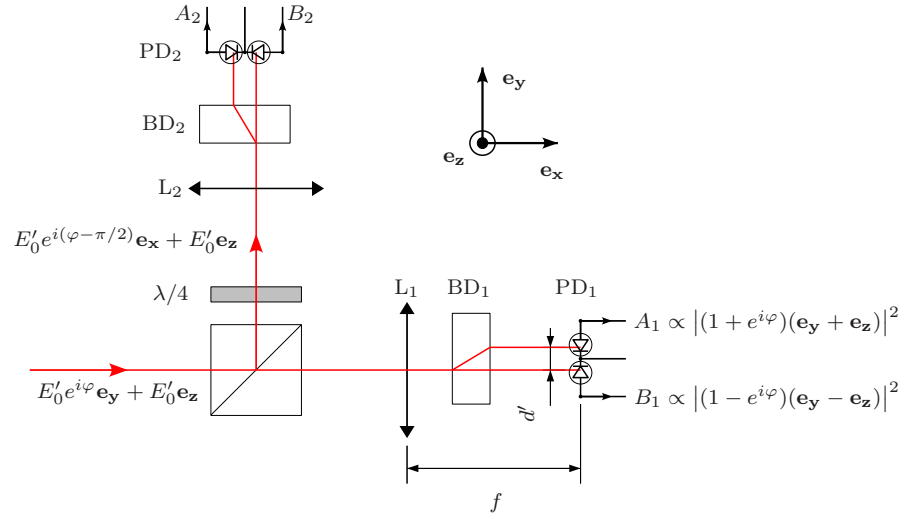 A₂ B₂
PD₂
e_y
BD₂
e_z
e_x
L₂
E′₀e^{i(φ−π/2)}e_x + E′₀e_z
λ/4
L₁ BD₁ PD₁
A₁ ∝ |(1 + e^{iφ})(e_y + e_z)|²
E′₀e^{iφ}e_y + E′₀e_z
B₁ ∝ |(1 − e^{iφ})(e_y − e_z)|²
d′
f